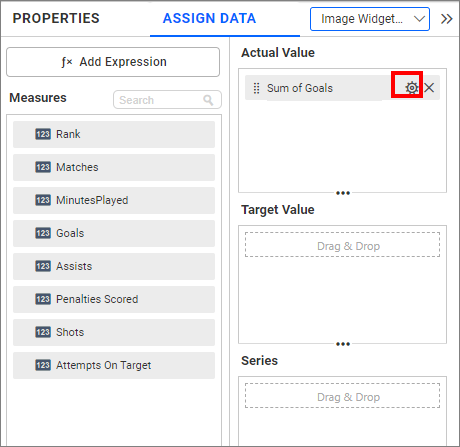 PROPERTIES
ASSIGN DATA
Image Widget...
ƒx Add Expression
Measures
Search
123 Rank
123 Matches
123 MinutesPlayed
123 Goals
123 Assists
123 Penalties Scored
123 Shots
123 Attempts On Target
Actual Value
Sum of Goals
Target Value
Drag & Drop
Series
Drag & Drop